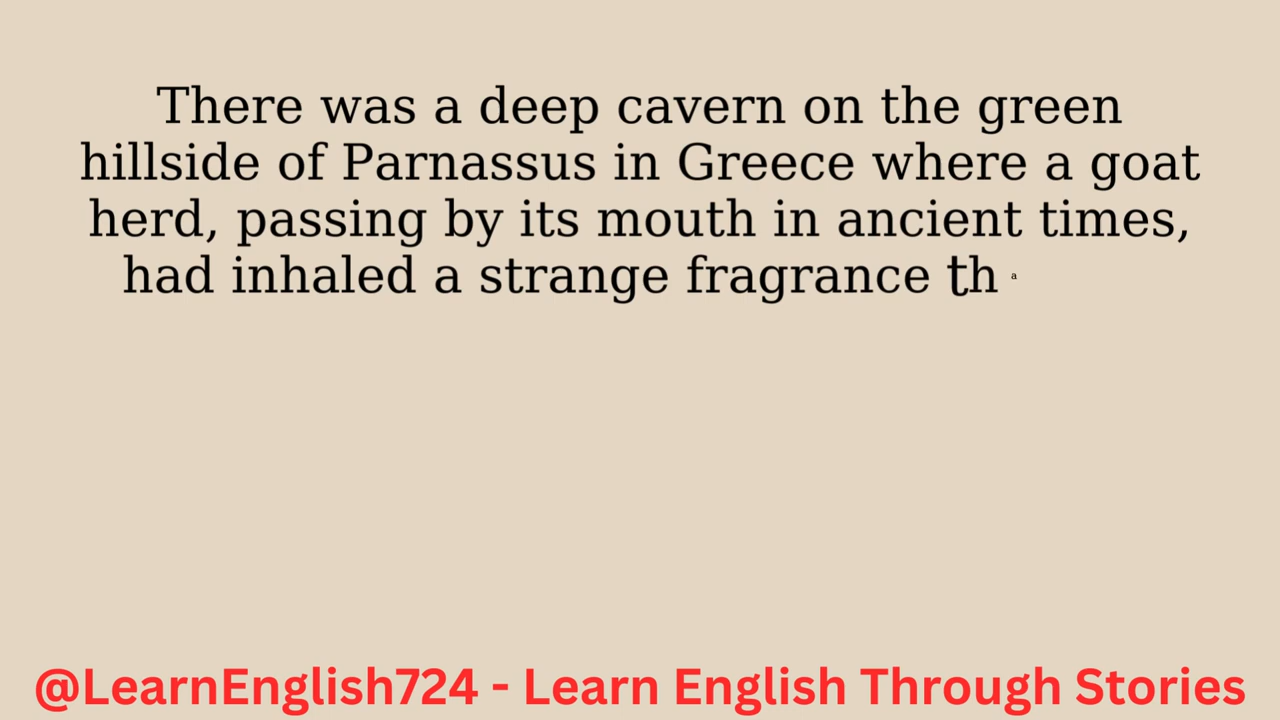 There was a deep cavern on the green
hillside of Parnassus in Greece where a goat
herd, passing by its mouth in ancient times,
had inhaled a strange fragrance tha
@LearnEnglish724 - Learn English Through Stories